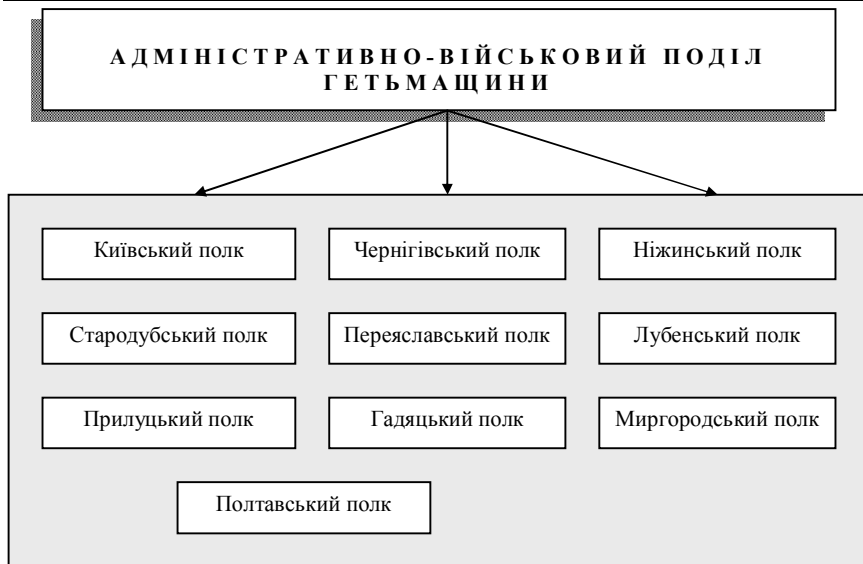 АДМІНІСТРАТИВНО-ВІЙСЬКОВИЙ ПОДІЛ
ГЕТЬМАЩИНИ
Київський полк
Чернігівський полк
Ніжинський полк
Стародубський полк
Переяславський полк
Лубенський полк
Прилуцький полк
Гадяцький полк
Миргородський полк
Полтавський полк